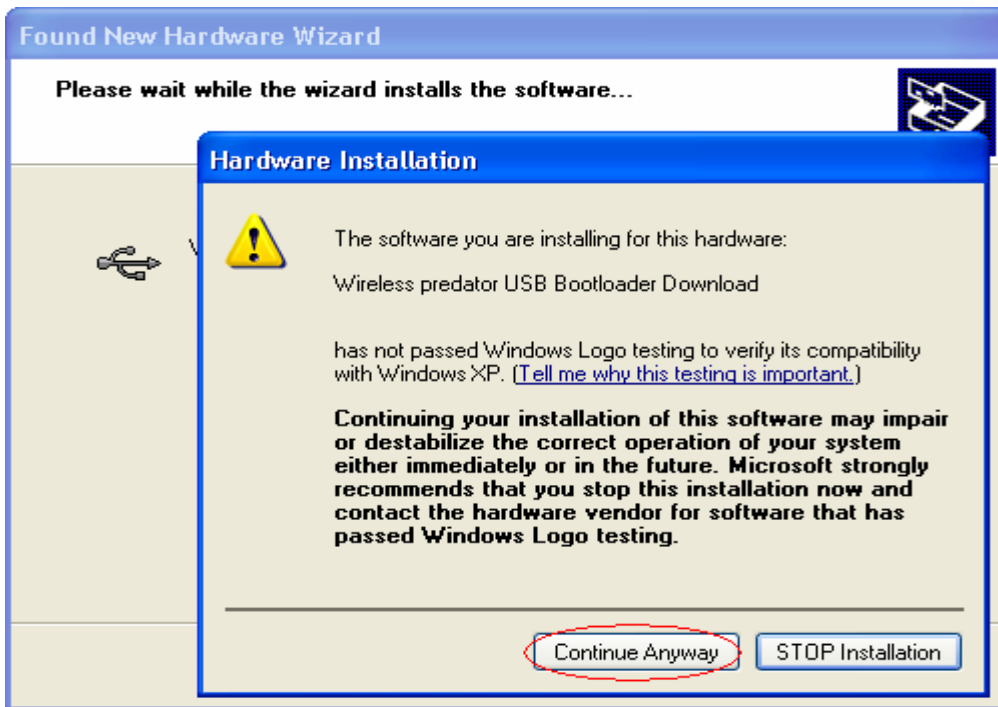 Found New Hardware Wizard
Please wait while the wizard installs the software...
Hardware Installation
The software you are installing for this hardware:
Wireless predator USB Bootloader Download
has not passed Windows Logo testing to verify its compatibility
with Windows XP. (Tell me why this testing is important.)
Continuing your installation of this software may impair
or destabilize the correct operation of your system
either immediately or in the future. Microsoft strongly
recommends that you stop this installation now and
contact the hardware vendor for software that has
passed Windows Logo testing.
Continue Anyway
STOP Installation